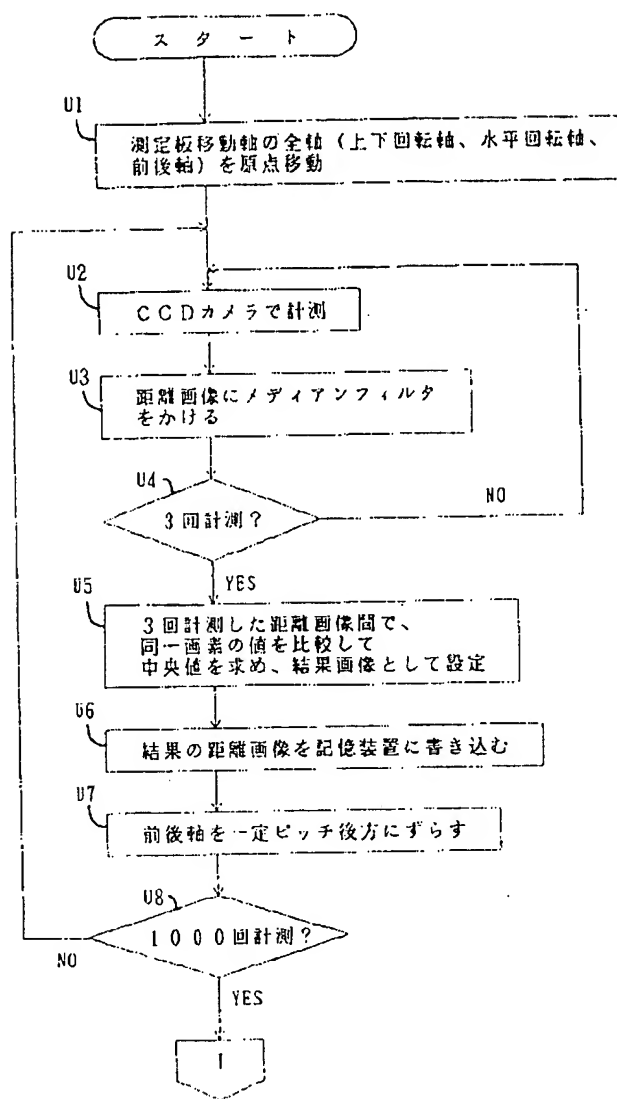 スタート
U1
測定板移動軸の全軸（上下回転軸、水平回転軸、
前後軸）を原点移動
U2
CCDカメラで計測
U3
距離画像にメディアンフィルタ
をかける
U4
3回計測？
NO
YES
U5
3回計測した距離画像間で、
同一画素の値を比較して
中央値を求め、結果画像として設定
U6
結果の距離画像を記憶装置に書き込む
U7
前後軸を一定ピッチ後方にずらす
U8
1000回計測？
NO
YES
1